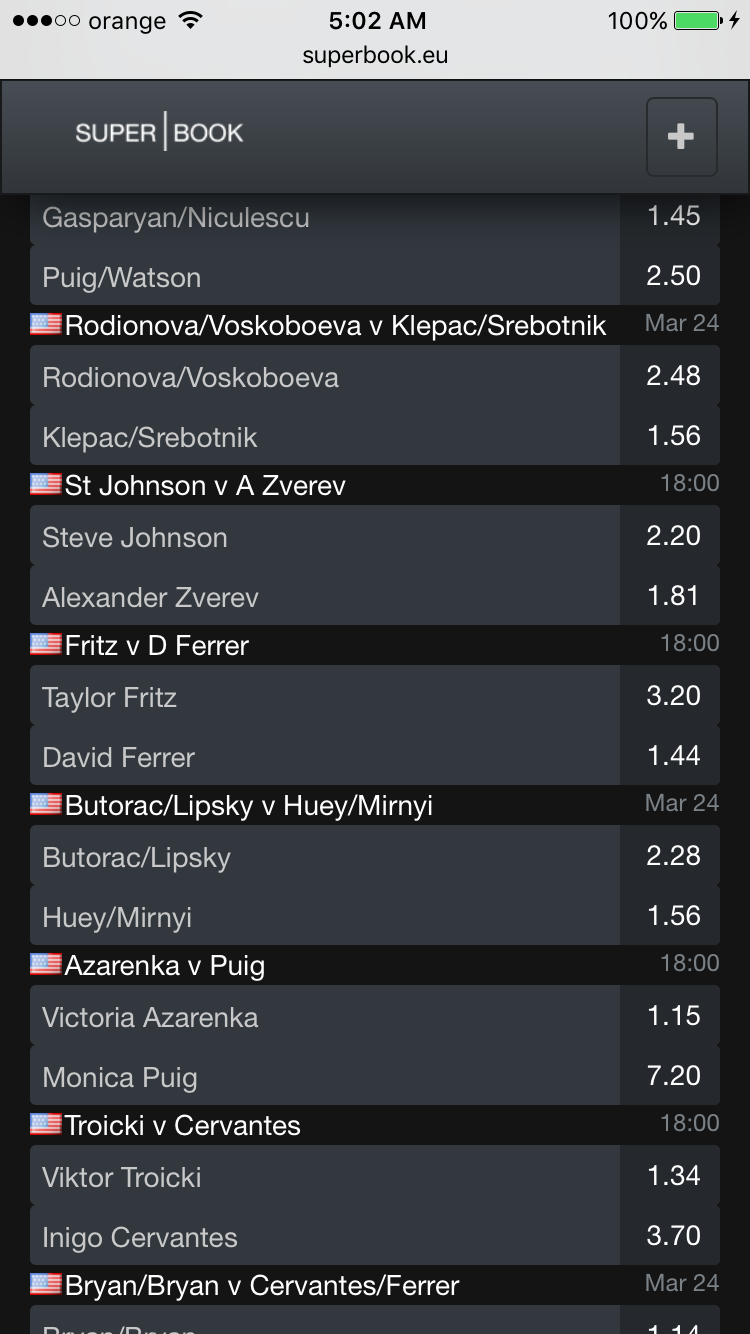 orange 5:02 AM 100%
superbook.eu
SUPER BOOK
Gasparyan/Niculescu 1.45
Puig/Watson 2.50
Rodionova/Voskoboeva v Klepac/Srebotnik Mar 24
Rodionova/Voskoboeva 2.48
Klepac/Srebotnik 1.56
St Johnson v A Zverev 18:00
Steve Johnson 2.20
Alexander Zverev 1.81
Fritz v D Ferrer 18:00
Taylor Fritz 3.20
David Ferrer 1.44
Butorac/Lipsky v Huey/Mirnyi Mar 24
Butorac/Lipsky 2.28
Huey/Mirnyi 1.56
Azarenka v Puig 18:00
Victoria Azarenka 1.15
Monica Puig 7.20
Troicki v Cervantes 18:00
Viktor Troicki 1.34
Inigo Cervantes 3.70
Bryan/Bryan v Cervantes/Ferrer Mar 24
Bryan/Bryan 1.14